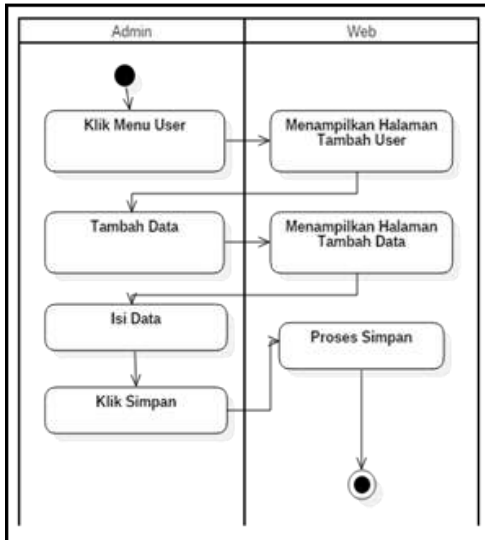 Admin
Web
Klik Menu User
Menampilkan Halaman
Tambah User
Tambah Data
Menampilkan Halaman
Tambah Data
Isi Data
Proses Simpan
Klik Simpan